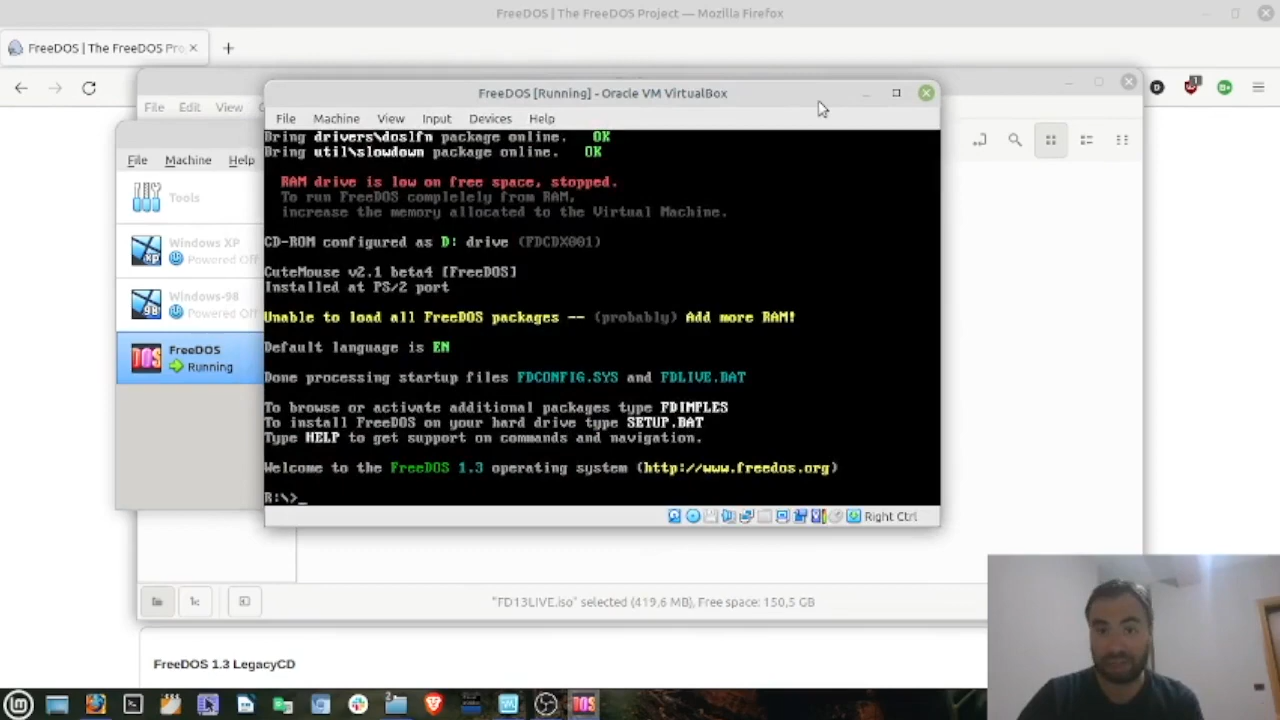 FreeDOS | The FreeDOS Project — Mozilla Firefox
FreeDOS | The FreeDOS Pro
File Edit View
FreeDOS [Running] - Oracle VM VirtualBox
File Machine View Input Devices Help
File Machine Help
Tools
Windows XP
Powered Off
Windows-98
Powered Off
FreeDOS
Running
Bring drivers\doslfn package online. OK
Bring util\slowdown package online. OK
RAM drive is low on free space, stopped.
To run FreeDOS complelely from RAM,
increase the memory allocated to the Virtual Machine.
CD-ROM configured as D: drive (FDCDX001)
CuteMouse v2.1 beta4 [FreeDOS]
Installed at PS/2 port
Unable to load all FreeDOS packages -- (probably) Add more RAM!
Default language is EN
Done processing startup files FDCONFIG.SYS and FDLIVE.BAT
To browse or activate additional packages type FDIMPLES
To install FreeDOS on your hard drive type SETUP.BAT
Type HELP to get support on commands and navigation.
Welcome to the FreeDOS 1.3 operating system (http://www.freedos.org)
R:\>_
Right Ctrl
"FD13LIVE.iso" selected (419,6 MB), Free space: 150,5 GB
FreeDOS 1.3 LegacyCD